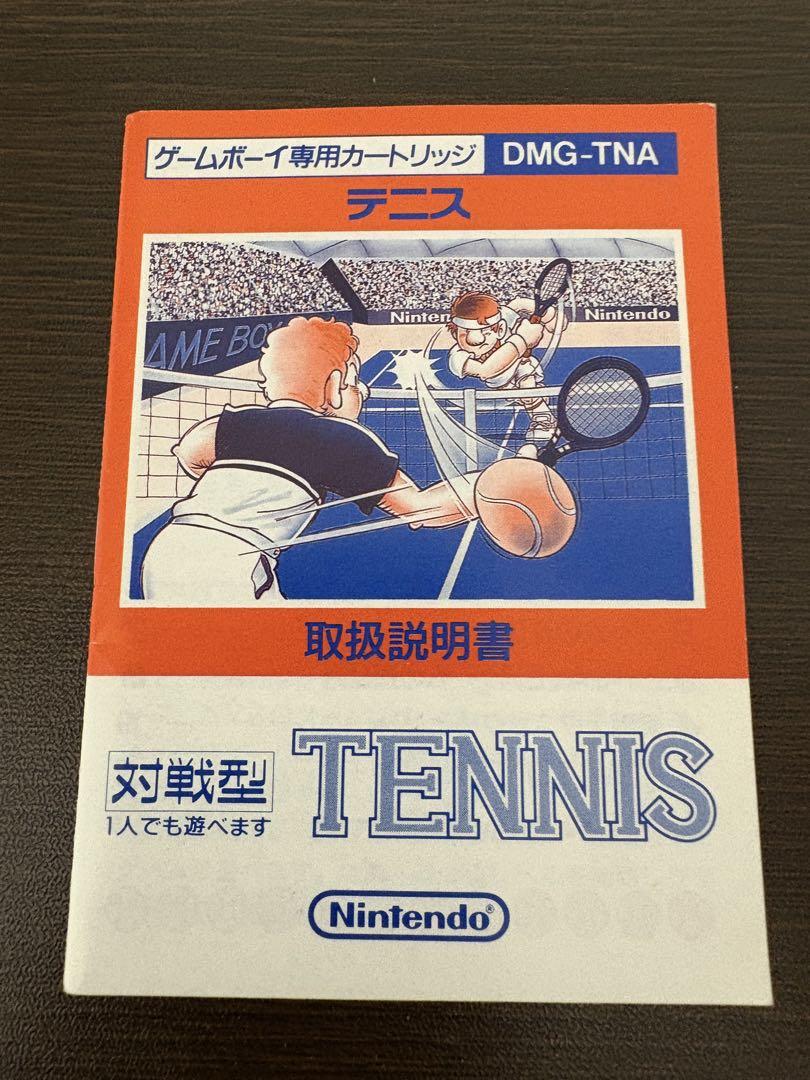 ゲームボーイ専用カートリッジ DMG-TNA
テニス
Ninten
Nintendo
AME BOY
取扱説明書
対戦型
1人でも遊べます
TENNIS
Nintendo®